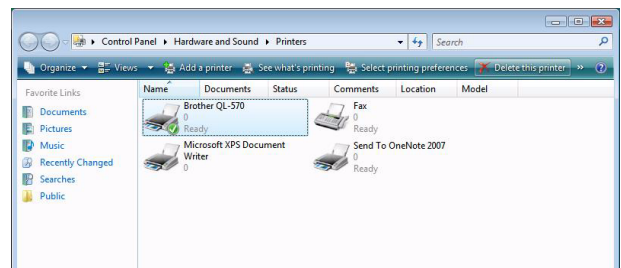 Control Panel ▸ Hardware and Sound ▸ Printers
Search
Organize Views Add a printer See what's printing Select printing preferences Delete this printer »
Favorite Links
Documents
Pictures
Music
Recently Changed
Searches
Public
Name Documents Status Comments Location Model
Brother QL-570
0
Ready
Fax
0
Ready
Microsoft XPS Document
Writer
0
Send To OneNote 2007
0
Ready